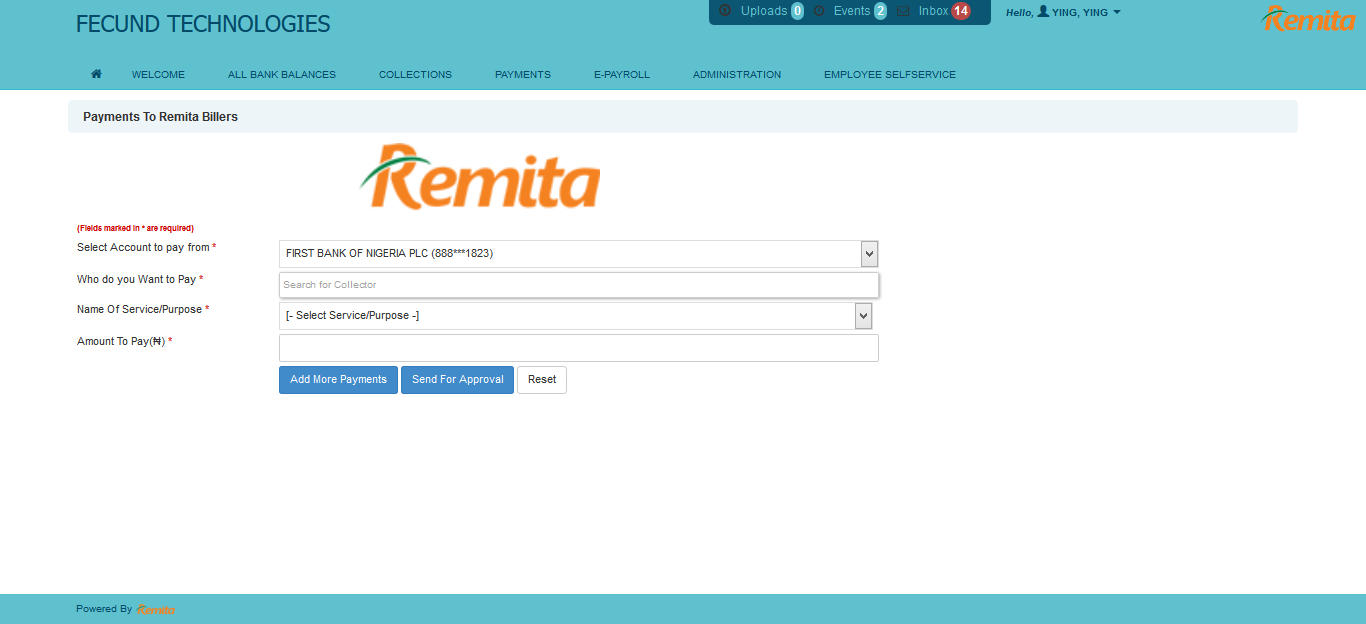 FECUND TECHNOLOGIES
Uploads 0 Events 2 Inbox 14
Hello, YING, YING
Remita
WELCOME ALL BANK BALANCES COLLECTIONS PAYMENTS E-PAYROLL ADMINISTRATION EMPLOYEE SELFSERVICE
Payments To Remita Billers
Remita
(Fields marked in * are required)
Select Account to pay from *
FIRST BANK OF NIGERIA PLC (888***1823)
Who do you Want to Pay *
Search for Collector
Name Of Service/Purpose *
[- Select Service/Purpose -]
Amount To Pay(₦) *
Add More Payments Send For Approval Reset
Powered By Remita